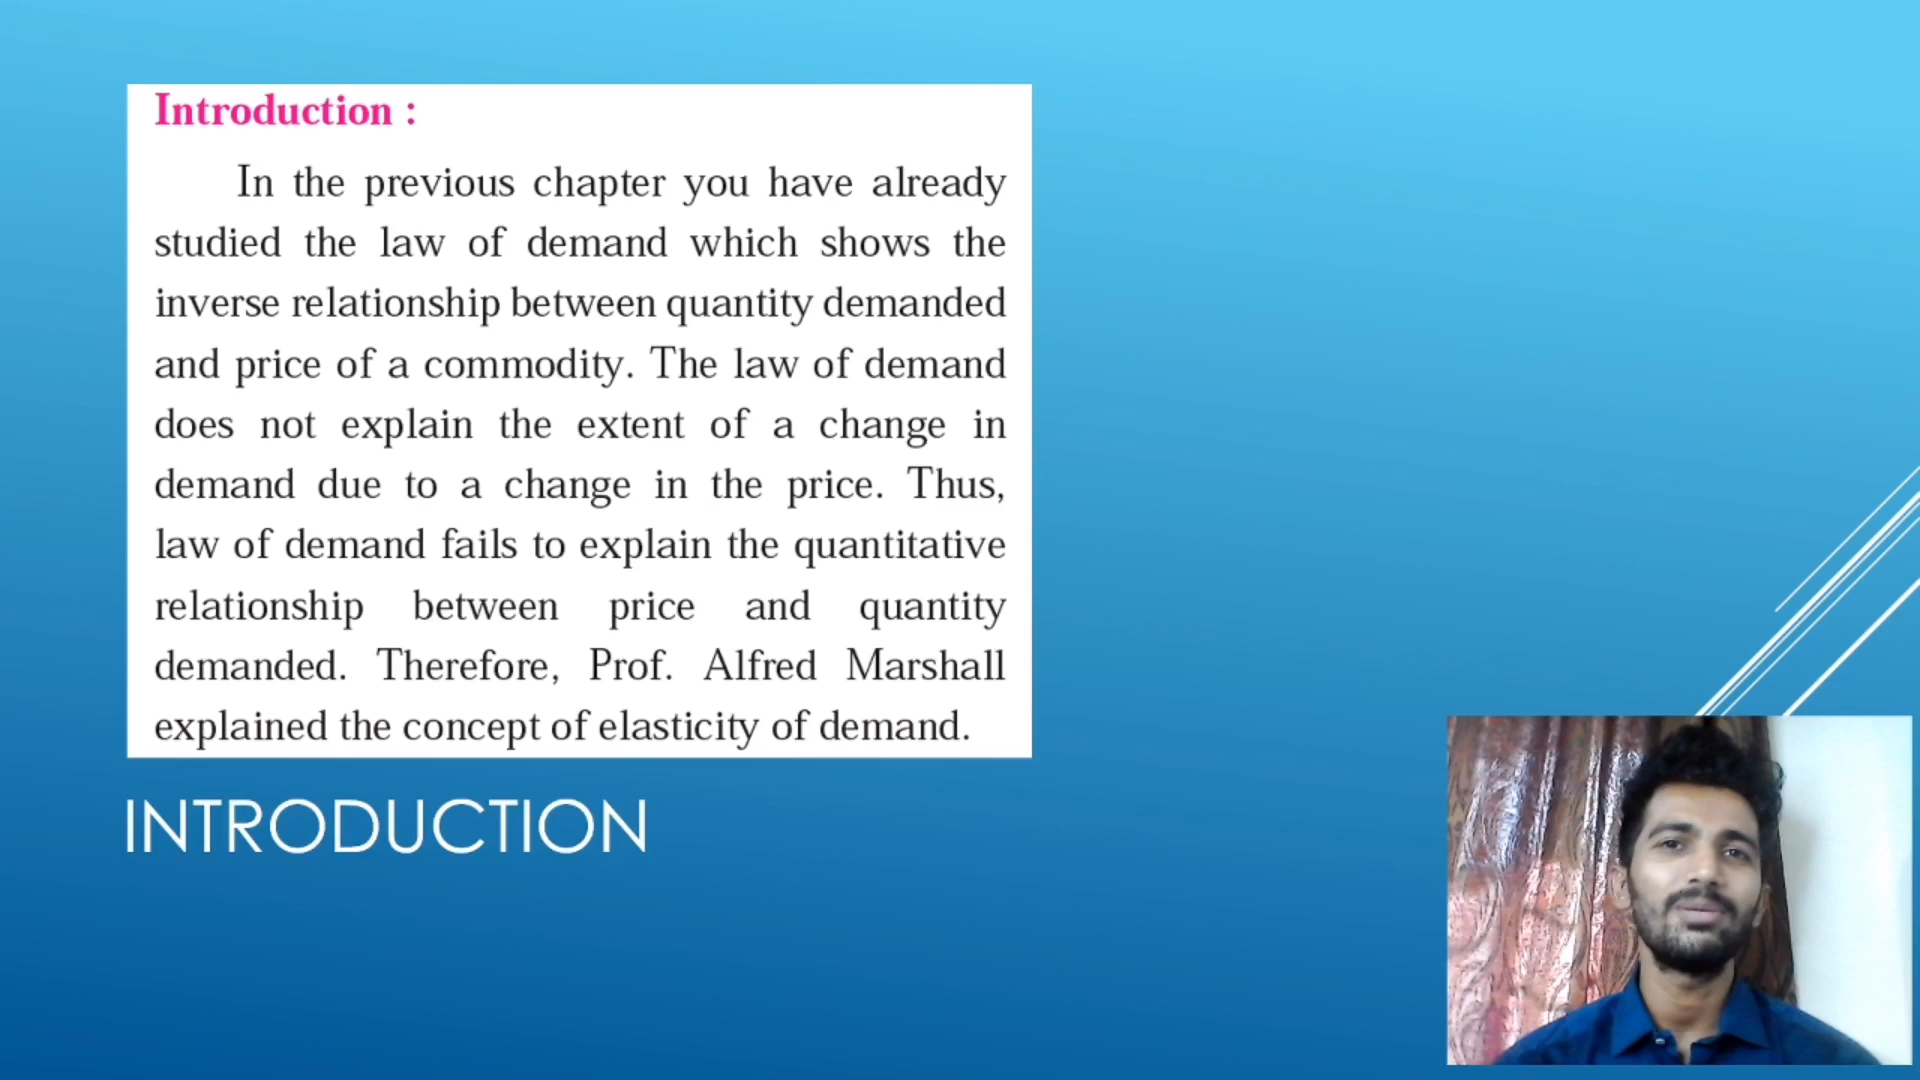 Introduction :
In the previous chapter you have already
studied the law of demand which shows the
inverse relationship between quantity demanded
and price of a commodity. The law of demand
does not explain the extent of a change in
demand due to a change in the price. Thus,
law of demand fails to explain the quantitative
relationship between price and quantity
demanded. Therefore, Prof. Alfred Marshall
explained the concept of elasticity of demand.
INTRODUCTION